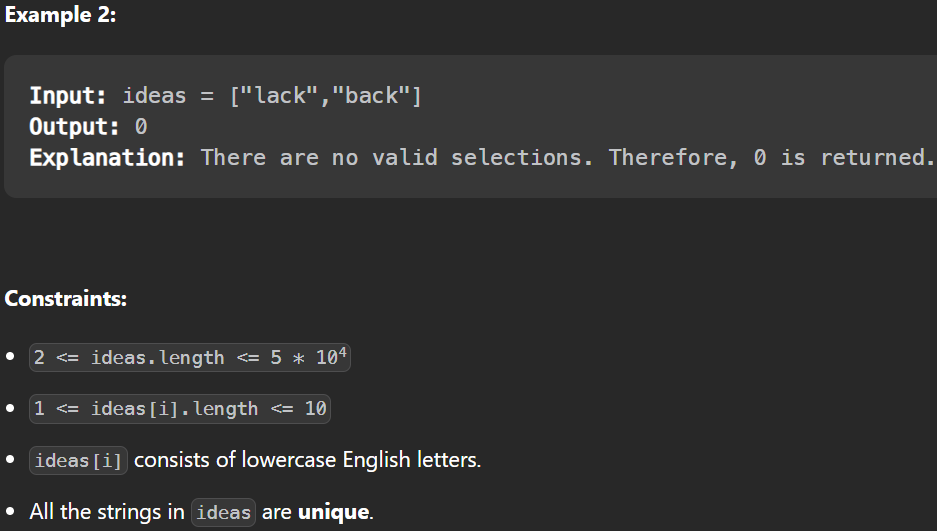 Example 2:
Input: ideas = ["lack","back"]
Output: 0
Explanation: There are no valid selections. Therefore, 0 is returned.
Constraints:
• 2 <= ideas.length <= 5 * 10⁴
• 1 <= ideas[i].length <= 10
• ideas[i] consists of lowercase English letters.
• All the strings in ideas are unique.